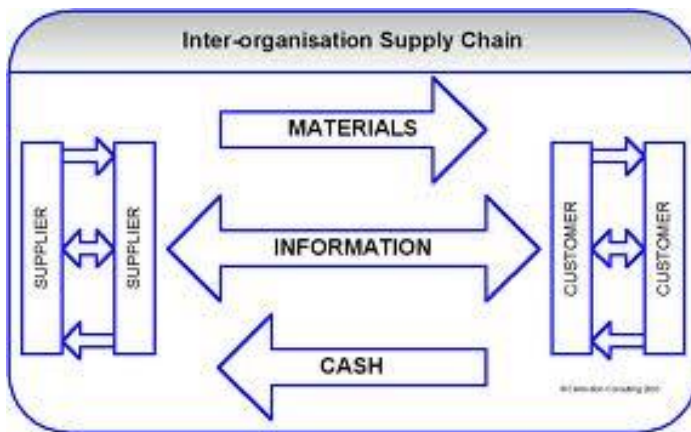 Inter-organisation Supply Chain
MATERIALS
SUPPLIER
SUPPLIER
INFORMATION
CUSTOMER
CUSTOMER
CASH